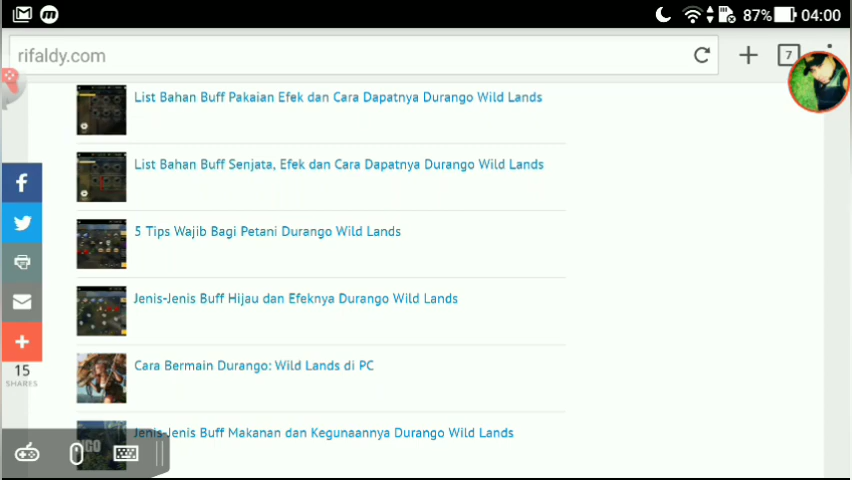 87% 04:00
rifaldy.com
7
List Bahan Buff Pakaian Efek dan Cara Dapatnya Durango Wild Lands
List Bahan Buff Senjata, Efek dan Cara Dapatnya Durango Wild Lands
5 Tips Wajib Bagi Petani Durango Wild Lands
Jenis-Jenis Buff Hijau dan Efeknya Durango Wild Lands
Cara Bermain Durango: Wild Lands di PC
15
SHARES
Jenis-Jenis Buff Makanan dan Kegunaannya Durango Wild Lands